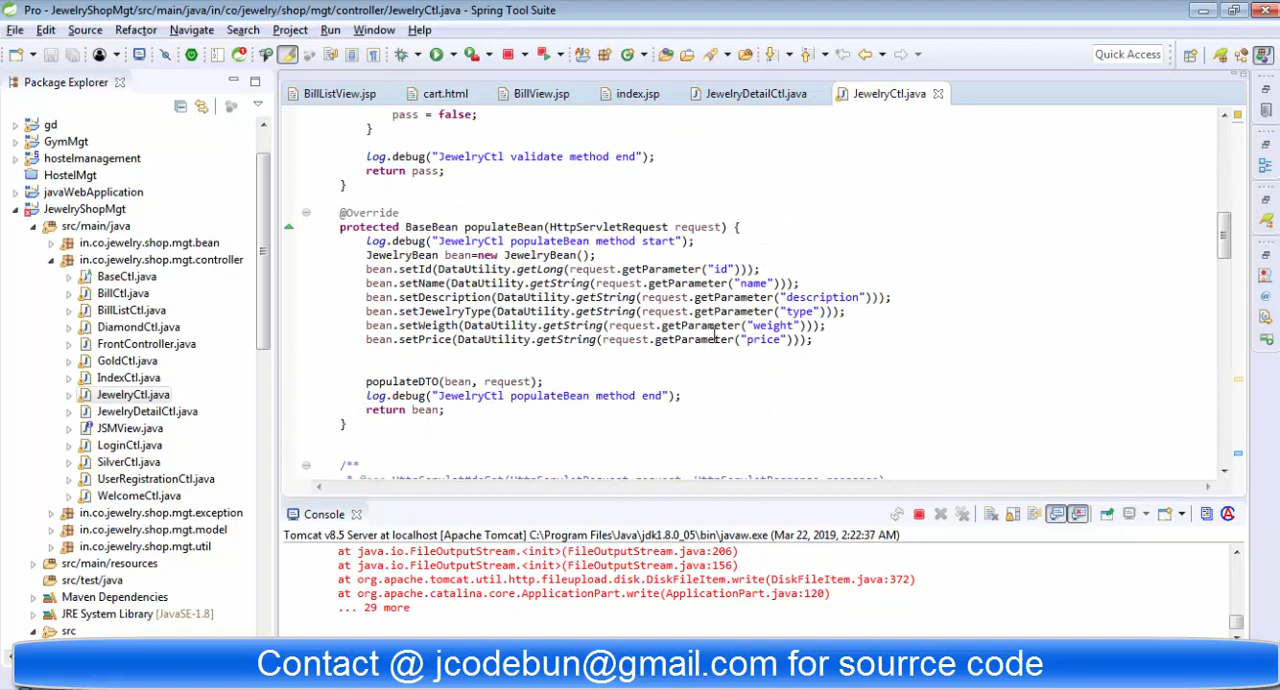 Pro - JewelryShopMgt/src/main/java/in/co/jewelry/shop/mgt/controller/JewelryCtl.java - Spring Tool Suite
File Edit Source Refactor Navigate Search Project Run Window Help
Quick Access
Package Explorer
BillListView.jsp cart.html BillView.jsp index.jsp JewelryDetailCtl.java JewelryCtl.java
gd
GymMgt
hostelmanagement
HostelMgt
javaWebApplication
JewelryShopMgt
src/main/java
in.co.jewelry.shop.mgt.bean
in.co.jewelry.shop.mgt.controller
BaseCtl.java
BillCtl.java
BillListCtl.java
DiamondCtl.java
FrontController.java
GoldCtl.java
IndexCtl.java
JewelryCtl.java
JewelryDetailCtl.java
JSMView.java
LoginCtl.java
SilverCtl.java
UserRegistrationCtl.java
WelcomeCtl.java
in.co.jewelry.shop.mgt.exception
in.co.jewelry.shop.mgt.model
in.co.jewelry.shop.mgt.util
src/main/resources
src/test/java
Maven Dependencies
JRE System Library [JavaSE-1.8]
src
pass = false;
}
log.debug("JewelryCtl validate method end");
return pass;
}
@Override
protected BaseBean populateBean(HttpServletRequest request) {
log.debug("JewelryCtl populateBean method start");
JewelryBean bean=new JewelryBean();
bean.setId(DataUtility.getLong(request.getParameter("id")));
bean.setName(DataUtility.getString(request.getParameter("name")));
bean.setDescription(DataUtility.getString(request.getParameter("description")));
bean.setJewelryType(DataUtility.getString(request.getParameter("type")));
bean.setWeigth(DataUtility.getString(request.getParameter("weight")));
bean.setPrice(DataUtility.getString(request.getParameter("price")));
populateDTO(bean, request);
log.debug("JewelryCtl populateBean method end");
return bean;
}
/**
Console
Tomcat v8.5 Server at localhost [Apache Tomcat] C:\Program Files\Java\jdk1.8.0_05\bin\javaw.exe (Mar 22, 2019, 2:22:37 AM)
at java.io.FileOutputStream.<init>(FileOutputStream.java:206)
at java.io.FileOutputStream.<init>(FileOutputStream.java:156)
at org.apache.tomcat.util.http.fileupload.disk.DiskFileItem.write(DiskFileItem.java:372)
at org.apache.catalina.core.ApplicationPart.write(ApplicationPart.java:120)
... 29 more
Contact @ jcodebun@gmail.com for sourrce code